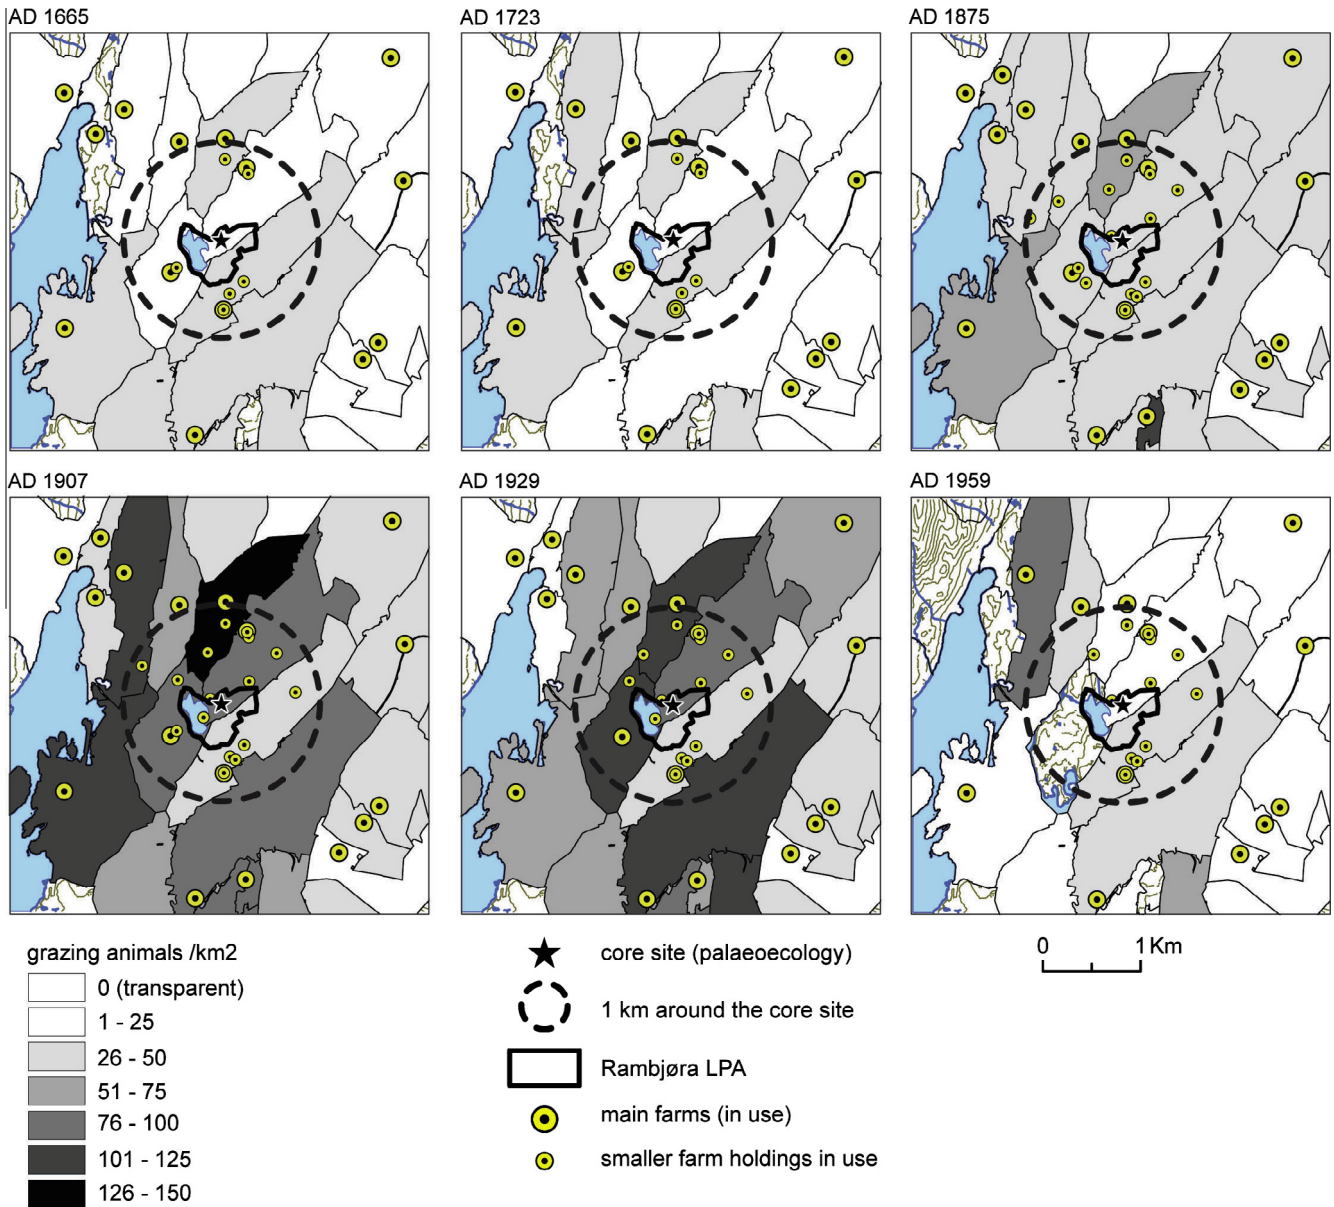 AD 1665
AD 1723
AD 1875
AD 1907
AD 1929
AD 1959
grazing animals /km2
0 (transparent)
1 - 25
26 - 50
51 - 75
76 - 100
101 - 125
126 - 150
core site (palaeoecology)
1 km around the core site
Rambjøra LPA
main farms (in use)
smaller farm holdings in use
0 1 Km